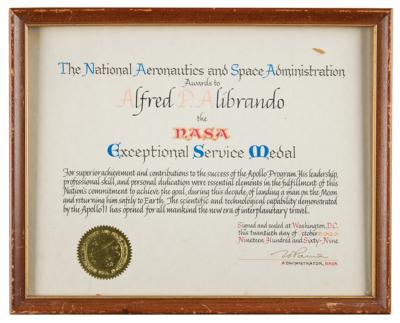 The National Aeronautics and Space Administration
Awards to
Alfred P. Alibrando
the
NASA
Exceptional Service Medal
For superior achievement and contributions to the success of the Apollo Program. His leadership,
professional skill, and personal dedication were essential elements in the fulfillment of this
Nation's commitment to achieve the goal, during this decade, of landing a man on the Moon
and returning him safely to Earth. The scientific and technological capability demonstrated
by the Apollo 11 has opened for all mankind the new era of interplanetary travel.
Signed and sealed at Washington, D.C.
this twentieth day of October
Nineteen Hundred and Sixty-Nine
ADMINISTRATOR, NASA